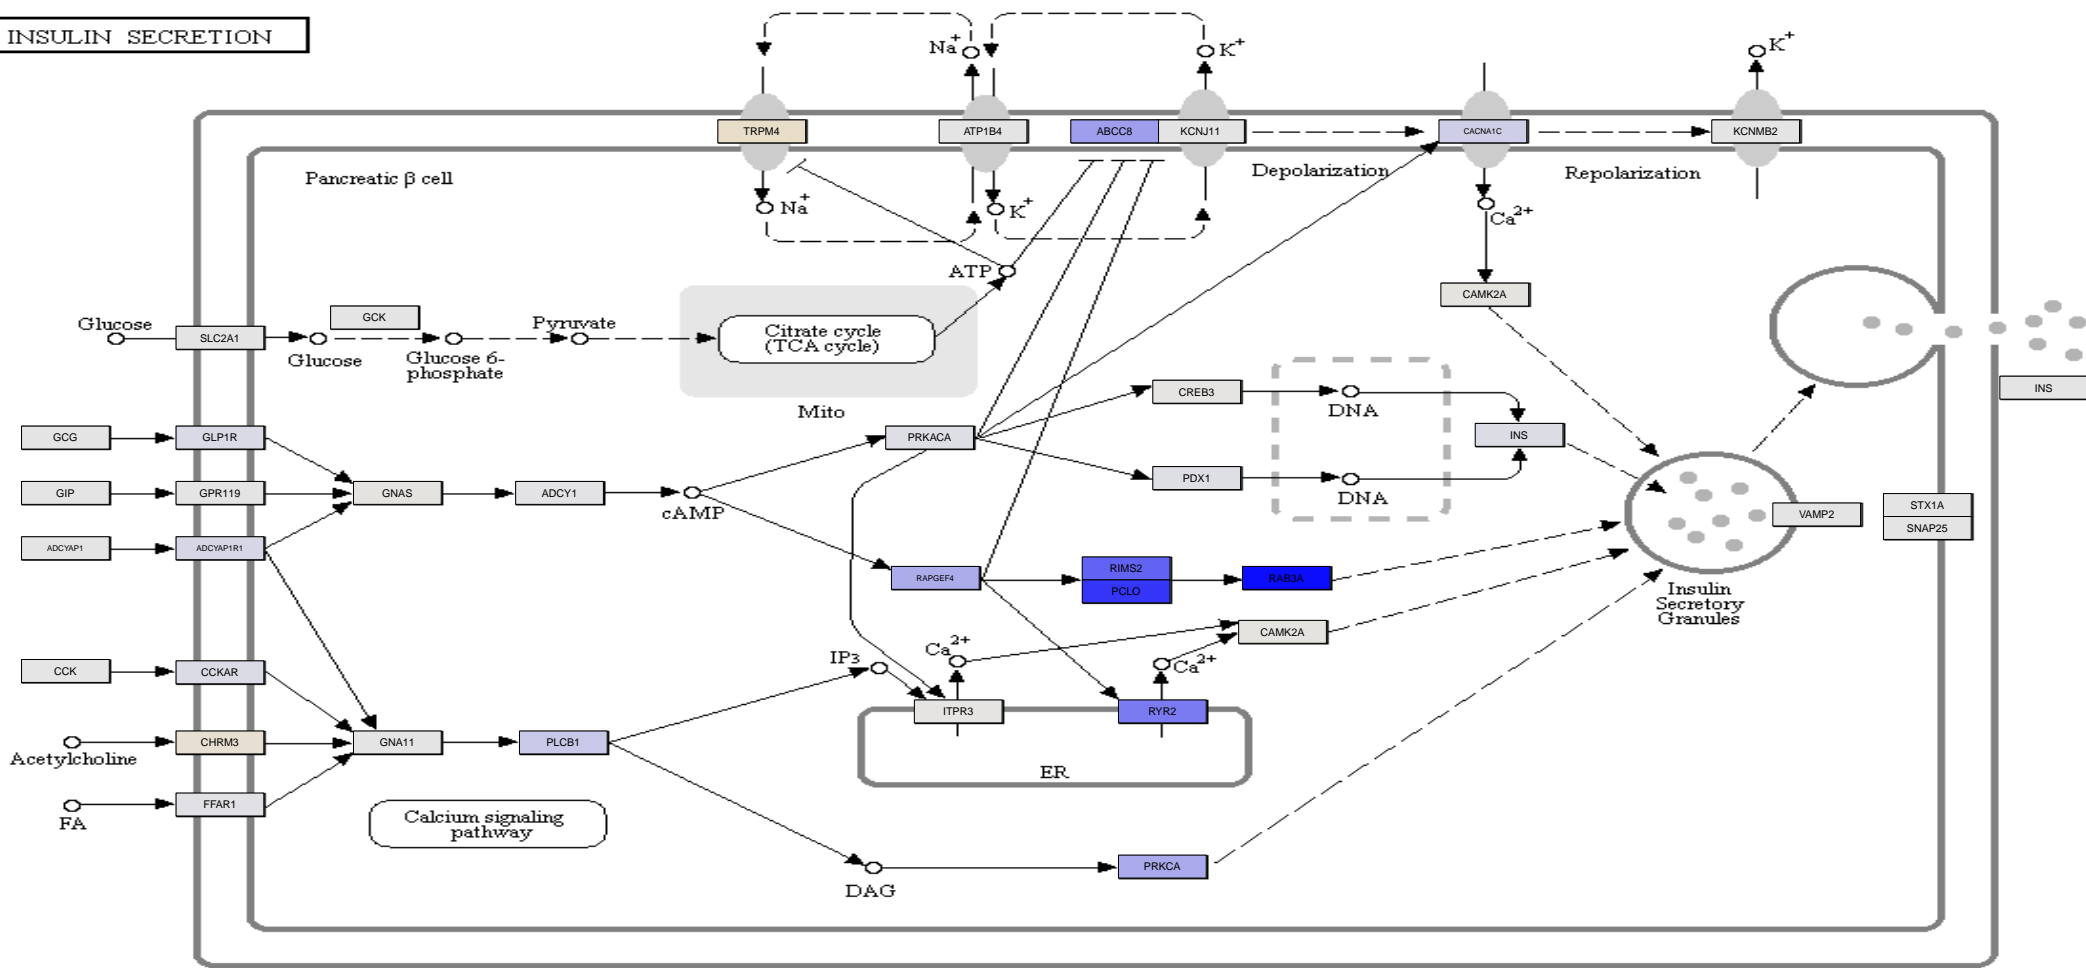 INSULIN SECRETION
Na+
K+
K+
TRPM4
ATP1B4
ABCC8
KCNJ11
CACNA1C
KCNMB2
Pancreatic β cell
Depolarization
Repolarization
Na+
K+
Ca2+
ATP
CAMK2A
Glucose
SLC2A1
GCK
Glucose
Glucose 6-
phosphate
Pyruvate
Citrate cycle
(TCA cycle)
Mito
CREB3
DNA
INS
GCG
GLP1R
PRKACA
INS
PDX1
DNA
GIP
GPR119
GNAS
ADCY1
cAMP
VAMP2
STX1A
SNAP25
ADCYAP1
ADCYAP1R1
RAPGEF4
RIMS2
PCLO
RAB3A
Insulin
Secretory
Granules
CAMK2A
CCK
CCKAR
IP3
Ca2+
Ca2+
ITPR3
RYR2
Acetylcholine
CHRM3
GNA11
PLCB1
ER
FA
FFAR1
Calcium signaling
pathway
DAG
PRKCA